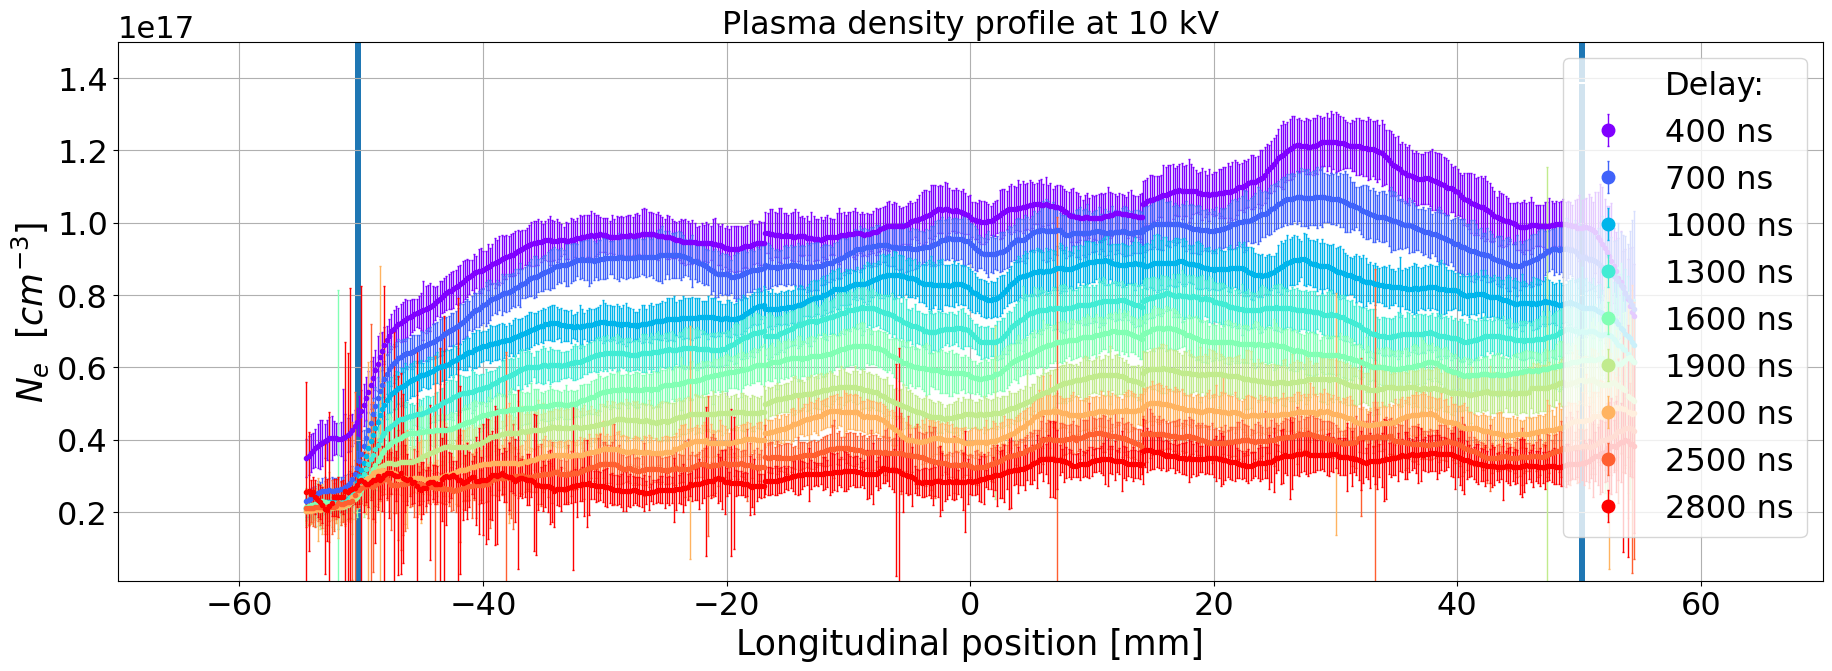 Plasma density profile at 10 kV
1e17
1.4
1.2
1.0
0.8
0.6
0.4
0.2
N_e [cm^{-3}]
−60 −40 −20 0 20 40 60
Longitudinal position [mm]
Delay:
400 ns
700 ns
1000 ns
1300 ns
1600 ns
1900 ns
2200 ns
2500 ns
2800 ns